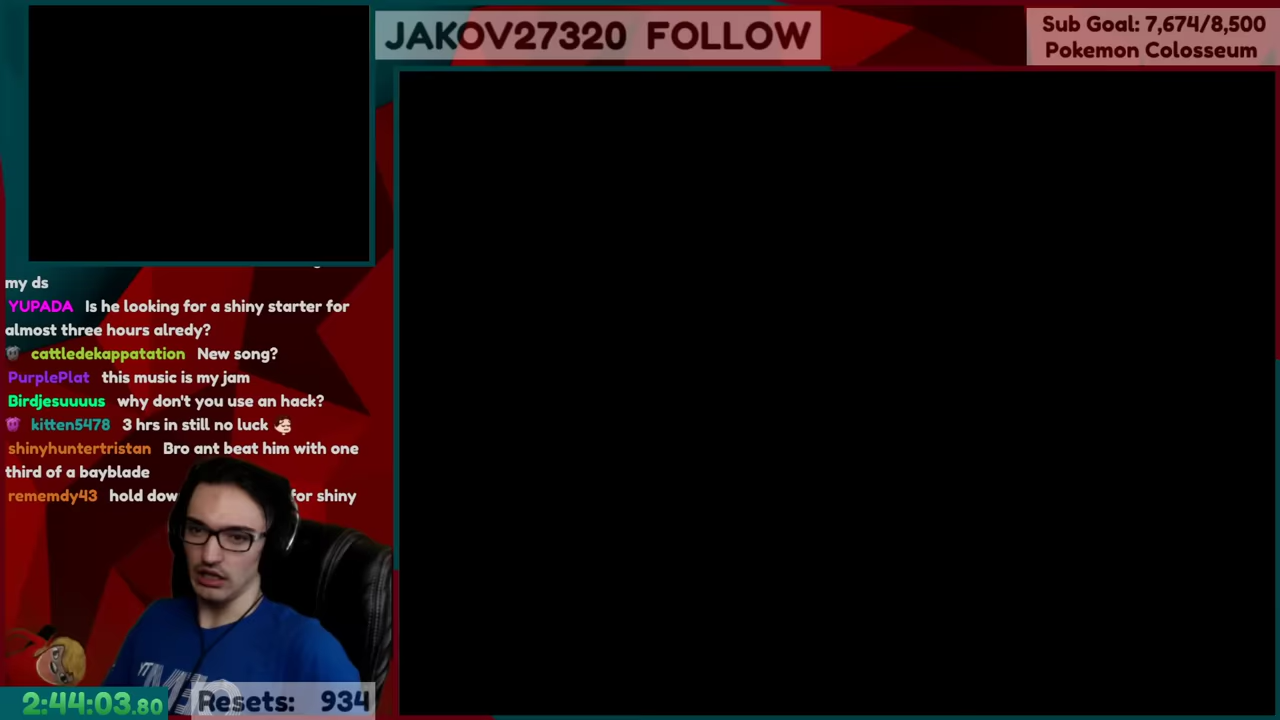 JAKOV27320 FOLLOW
Sub Goal: 7,674/8,500
Pokemon Colosseum
my ds
YUPADA Is he looking for a shiny starter for
almost three hours alredy?
cattledekappatation New song?
PurplePlat this music is my jam
Birdjesuuuus why don't you use an hack?
kitten5478 3 hrs in still no luck
shinyhuntertristan Bro ant beat him with one
third of a bayblade
rememdy43 hold dow for shiny
YT
2:44:03.80
Resets: 934